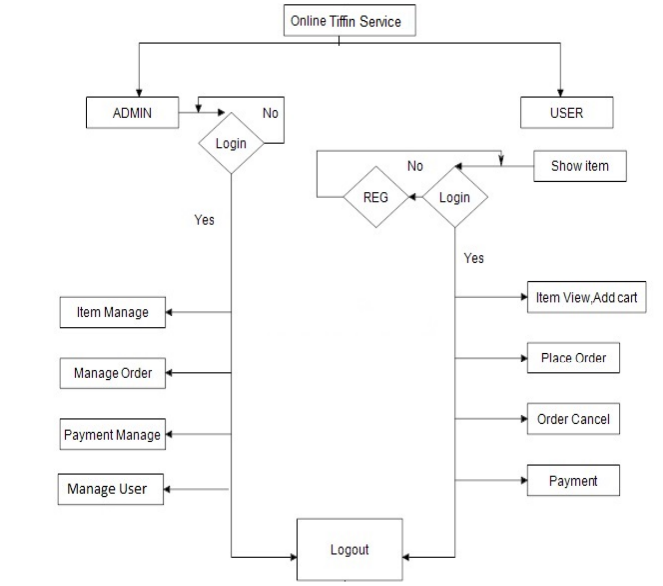 Online Tiffin Service
ADMIN
No
USER
Login
No
Show item
REG
Login
Yes
Yes
Item Manage
Item View,Add cart
Manage Order
Place Order
Payment Manage
Order Cancel
Manage User
Payment
Logout